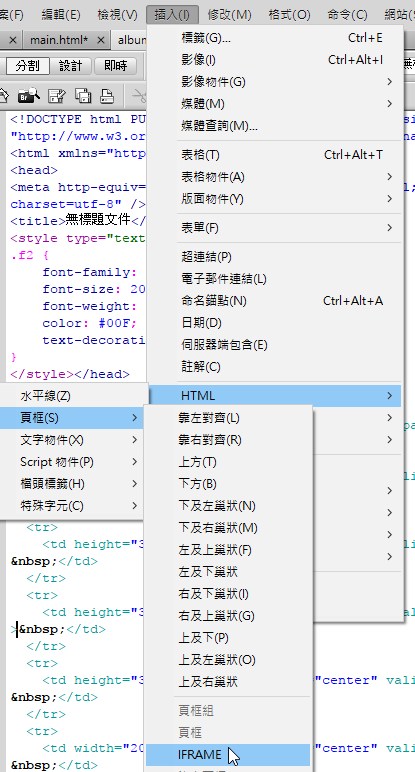 案(F) 編輯(E) 檢視(V) 插入(I) 修改(M) 格式(O) 命令(C) 網站(
main.html* × album
分割 設計 即時
標籤(G)... Ctrl+E
影像(I) Ctrl+Alt+I
影像物件(G)
媒體(M)
媒體查詢(M)...
表格(T) Ctrl+Alt+T
表格物件(A)
版面物件(Y)
表單(F)
超連結(P)
電子郵件連結(L)
命名錨點(N) Ctrl+Alt+A
日期(D)
伺服器端包含(E)
註解(C)
HTML
<!DOCTYPE html PU
"http://www.w3.or
<html xmlns="http
<head>
<meta http-equiv=
charset=utf-8" />
<title>無標題文件</
<style type="text
.f2 {
font-family:
font-size: 20
font-weight:
color: #00F;
text-decorati
}
</style></head>
水平線(Z)
頁框(S)
文字物件(X)
Script 物件(P)
檔頭標籤(H)
特殊字元(C)
靠左對齊(L)
靠右對齊(R)
上方(T)
下方(B)
下及左巢狀(N)
下及右巢狀(M)
左及上巢狀(F)
左及下巢狀
右及下巢狀(I)
右及上巢狀(G)
上及下(P)
上及左巢狀(O)
上及右巢狀
頁框組
頁框
IFRAME
<tr>
<td height="3
&nbsp;</td>
</tr>
<tr>
<td height="3
>&nbsp;</td>
</tr>
<tr>
<td height="3 "center" vali
&nbsp;</td>
</tr>
<tr>
<td width="20 "center" vali
&nbsp;</td>